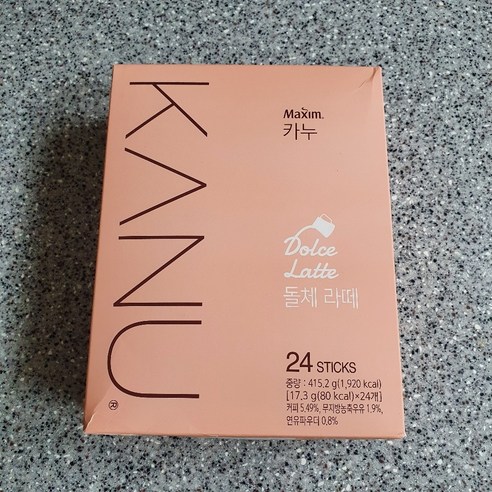 KANU
®
Maxim.
카누
Dolce
Latte
돌체 라떼
24 STICKS
중량 : 415.2 g(1,920 kcal)
[17.3 g(80 kcal)×24개]
커피 5.49%, 무지방농축우유 1.9%,
연유파우더 0.8%